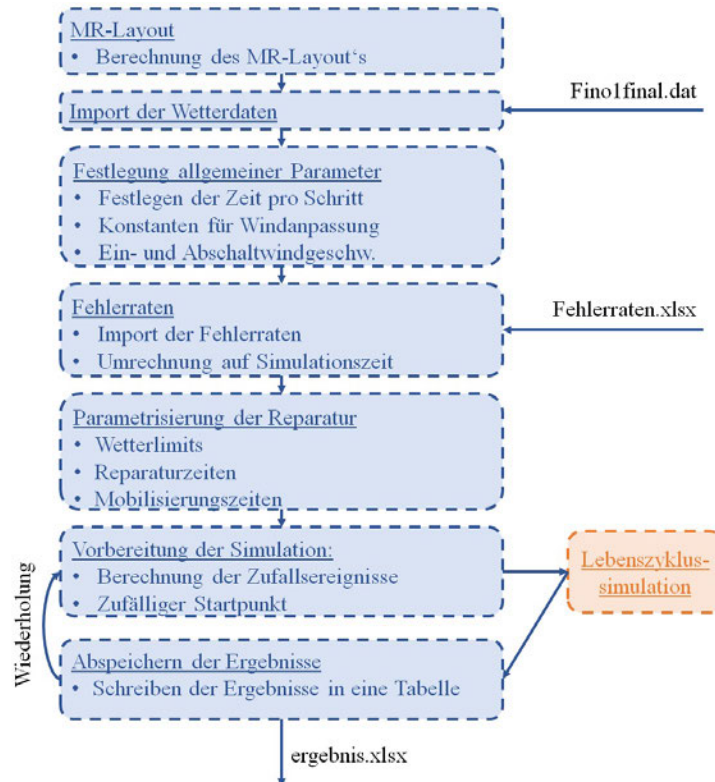 MR-Layout
• Berechnung des MR-Layout‘s
Fino1final.dat
Import der Wetterdaten
Festlegung allgemeiner Parameter
• Festlegen der Zeit pro Schritt
• Konstanten für Windanpassung
• Ein- und Abschaltwindgeschw.
Fehlerraten
Fehlerraten.xlsx
• Import der Fehlerraten
• Umrechnung auf Simulationszeit
Parametrisierung der Reparatur
• Wetterlimits
• Reparaturzeiten
• Mobilisierungszeiten
Vorbereitung der Simulation:
• Berechnung der Zufallsereignisse
• Zufälliger Startpunkt
Lebenszyklus-
simulation
Wiederholung
Abspeichern der Ergebnisse
• Schreiben der Ergebnisse in eine Tabelle
ergebnis.xlsx